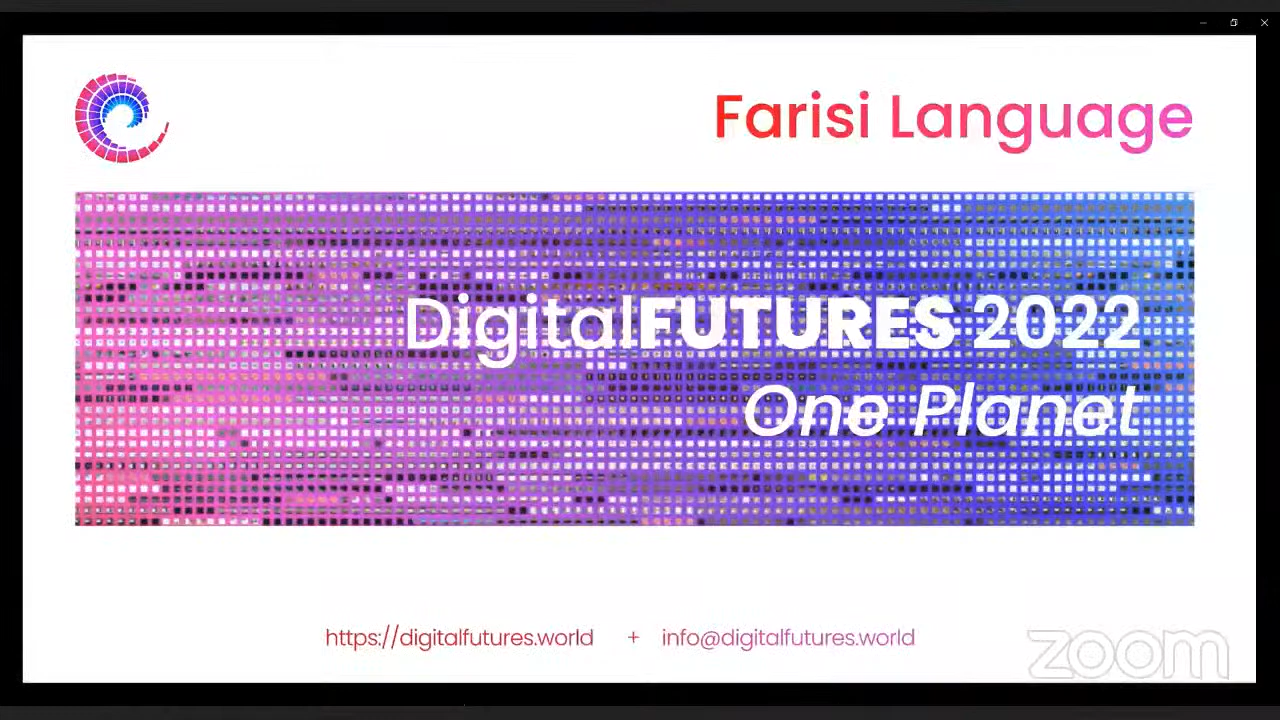 Farisi Language
DigitalFUTURES 2022
One Planet
https://digitalfutures.world + info@digitalfutures.world
zoom